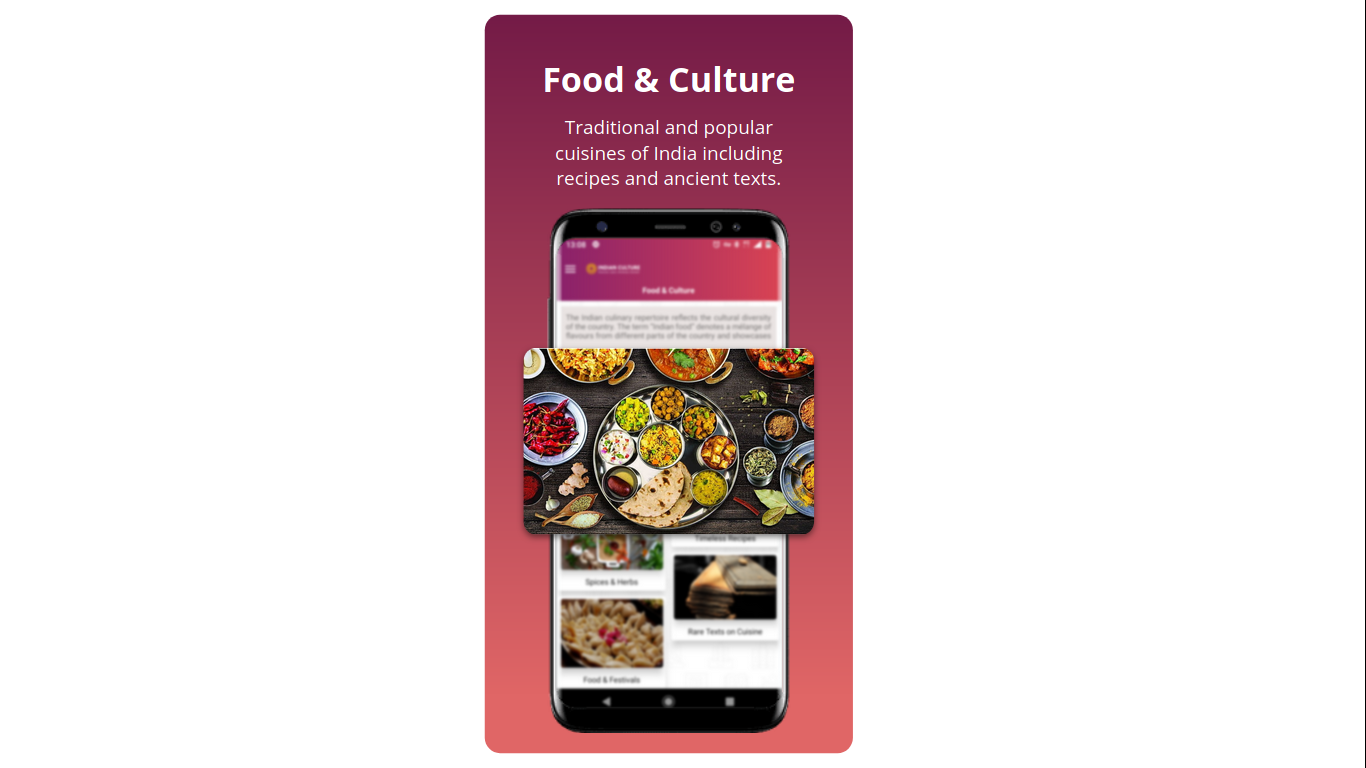 Food & Culture
Traditional and popular
cuisines of India including
recipes and ancient texts.
13:08
INDIAN CULTURE
Food & Culture
The Indian culinary repertoire reflects the cultural diversity
of the country. The term "Indian food" denotes a mélange of
flavours from different parts of the country and showcases
Timeless Recipes
Spices & Herbs
Rare Texts on Cuisine
Food & Festivals